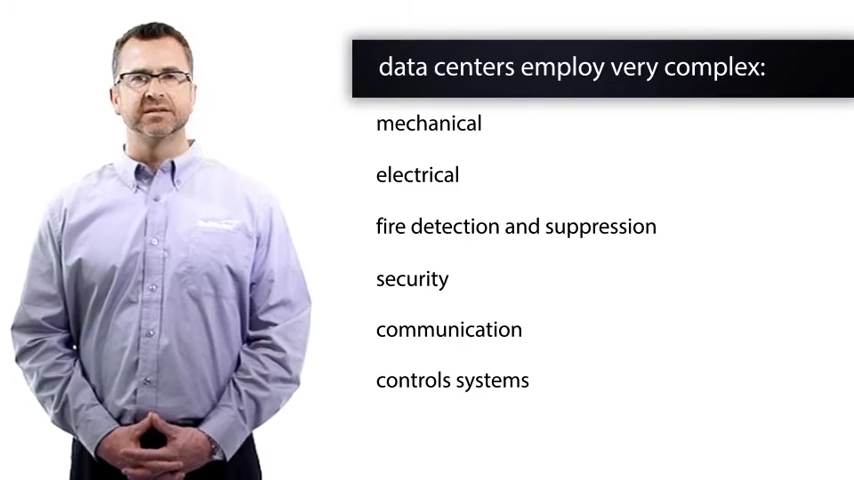 data centers employ very complex:
mechanical
electrical
fire detection and suppression
security
communication
controls systems